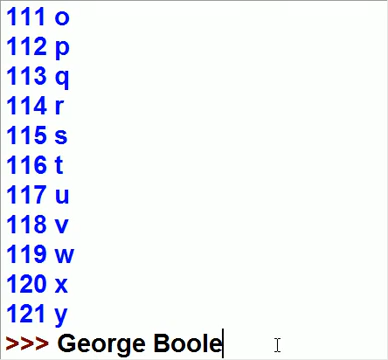 111 o
112 p
113 q
114 r
115 s
116 t
117 u
118 v
119 w
120 x
121 y
>>> George Boole